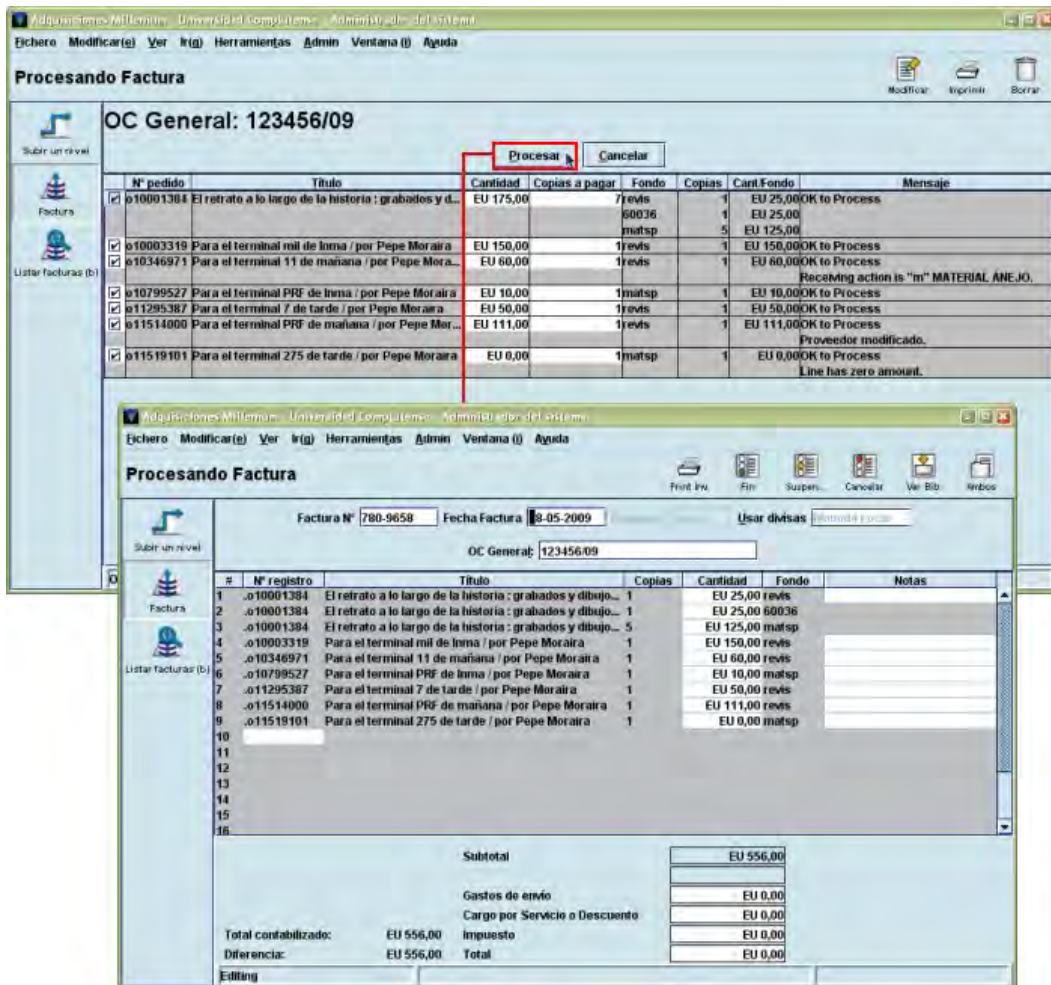 Adquisiciones Millennium - Universidad Complutense - Administrador del sistema
Fichero Modificar(e) Ver Ir(g) Herramientas Admin Ventana (i) Ayuda
Procesando Factura
Modificar Imprimir Borrar
Subir un nivel
Factura
Listar facturas (b)
OC General: 123456/09
Procesar Cancelar
Nº pedido Título Cantidad Copias a pagar Fondo Copias Cant/Fondo Mensaje
o10001384 El retrato a lo largo de la historia : grabados y d... EU 175,00 7 revis 1 EU 25,00 OK to Process
60036 1 EU 25,00
matsp 5 EU 125,00
o10003319 Para el terminal mil de Inma / por Pepe Moraira EU 150,00 1 revis 1 EU 150,00 OK to Process
o10346971 Para el terminal 11 de mañana / por Pepe Mora... EU 60,00 1 revis 1 EU 60,00 OK to Process
Receiving action is "m" MATERIAL ANEJO.
o10799527 Para el terminal PRF de Inma / por Pepe Moraira EU 10,00 1 matsp 1 EU 10,00 OK to Process
o11295387 Para el terminal 7 de tarde / por Pepe Moraira EU 50,00 1 revis 1 EU 50,00 OK to Process
o11514000 Para el terminal PRF de mañana / por Pepe Mor... EU 111,00 1 revis 1 EU 111,00 OK to Process
Proveedor modificado.
o11519101 Para el terminal 275 de tarde / por Pepe Moraira EU 0,00 1 matsp 1 EU 0,00 OK to Process
Line has zero amount.
Adquisiciones Millennium - Universidad Complutense - Administrador del sistema
Fichero Modificar(e) Ver Ir(g) Herramientas Admin Ventana (i) Ayuda
Procesando Factura
Print Inv. Fin Suspen... Cancelar Ver Bib. Ambos
Subir un nivel
Factura
Listar facturas (b)
Factura Nº 780-9658 Fecha Factura 8-05-2009 Usar divisas
OC General: 123456/09
# Nº registro Título Copias Cantidad Fondo Notas
1 .o10001384 El retrato a lo largo de la historia : grabados y dibujo... 1 EU 25,00 revis
2 .o10001384 El retrato a lo largo de la historia : grabados y dibujo... 1 EU 25,00 60036
3 .o10001384 El retrato a lo largo de la historia : grabados y dibujo... 5 EU 125,00 matsp
4 .o10003319 Para el terminal mil de Inma / por Pepe Moraira 1 EU 150,00 revis
5 .o10346971 Para el terminal 11 de mañana / por Pepe Moraira 1 EU 60,00 revis
6 .o10799527 Para el terminal PRF de Inma / por Pepe Moraira 1 EU 10,00 matsp
7 .o11295387 Para el terminal 7 de tarde / por Pepe Moraira 1 EU 50,00 revis
8 .o11514000 Para el terminal PRF de mañana / por Pepe Moraira 1 EU 111,00 revis
9 .o11519101 Para el terminal 275 de tarde / por Pepe Moraira 1 EU 0,00 matsp
10
11
12
13
14
15
16
Subtotal EU 556,00
Gastos de envío EU 0,00
Cargo por Servicio o Descuento EU 0,00
Total contabilizado: EU 556,00 Impuesto EU 0,00
Diferencia: EU 556,00 Total EU 0,00
Editing